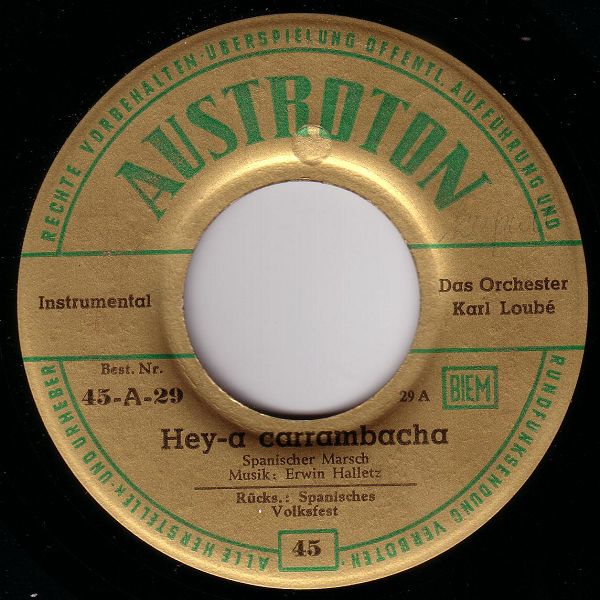 ALLE HERSTELLER- UND URHEBER RECHTE VORBEHALTEN · ÜBERSPIELUNG ÖFFENTL. AUFFÜHRUNG UND RUNDFUNKSENDUNG VERBOTEN ·
AUSTROTON
Instrumental
Das Orchester
Karl Loubé
Best. Nr.
45-A-29
29 A
BIEM
Hey-a carrambacha
Spanischer Marsch
Musik: Erwin Halletz
Rücks.: Spanisches
Volksfest
45